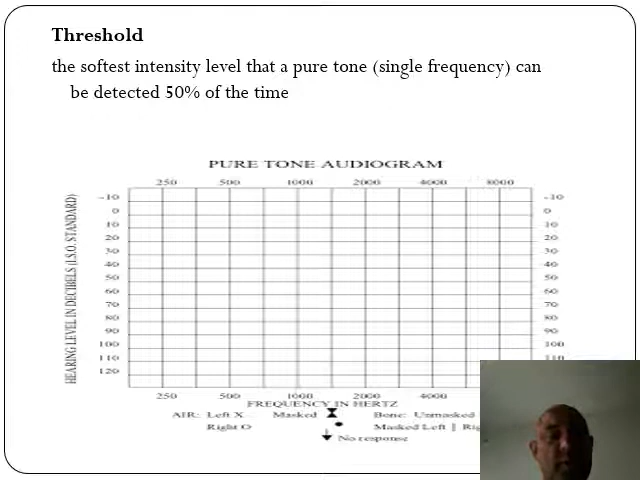 Threshold
the softest intensity level that a pure tone (single frequency) can
be detected 50% of the time
PURE TONE AUDIOGRAM
250 500 1000 2000 4000 8000
-10 -10
0 0
10 10
20 20
30 30
40 40
50 50
60 60
70 70
80 80
90 90
100 100
110 110
120
HEARING LEVEL IN DECIBELS (I.S.O. STANDARD)
250 500 1000 2000 4000
FREQUENCY IN HERTZ
AIR: Left X Masked Bone: Unmasked
Right O Masked Left ]
No response